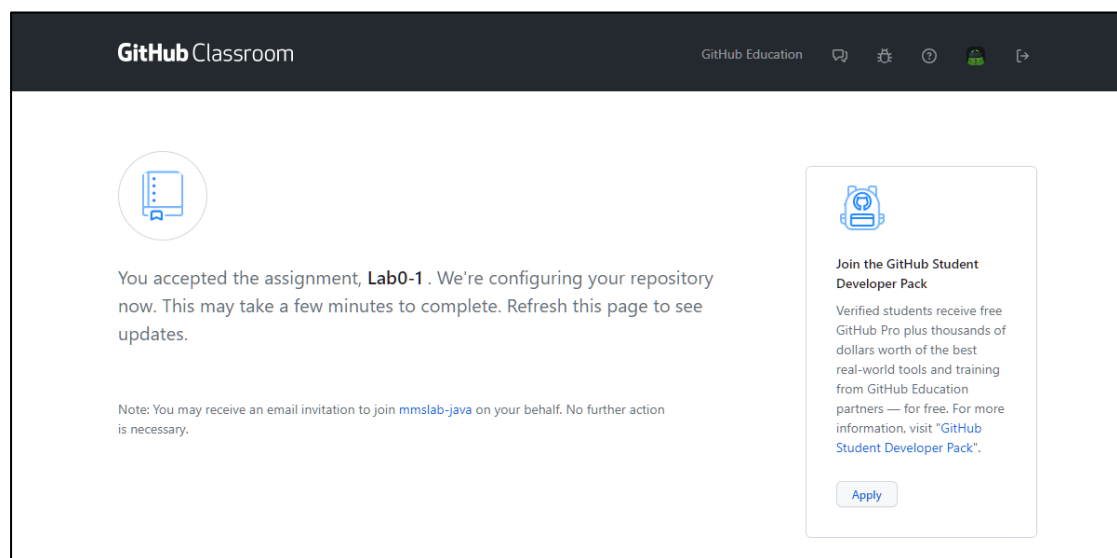 GitHub Classroom
GitHub Education
You accepted the assignment, Lab0-1 . We're configuring your repository
now. This may take a few minutes to complete. Refresh this page to see
updates.
Note: You may receive an email invitation to join mmslab-java on your behalf. No further action
is necessary.
Join the GitHub Student
Developer Pack
Verified students receive free
GitHub Pro plus thousands of
dollars worth of the best
real-world tools and training
from GitHub Education
partners — for free. For more
information, visit "GitHub
Student Developer Pack".
Apply